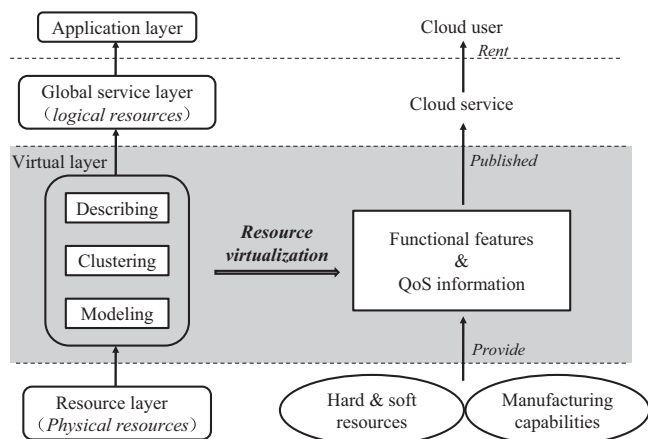 Application layer
Cloud user
Rent
Global service layer
（logical resources）
Cloud service
Virtual layer
Published
Describing
Clustering
Modeling
Resource
virtualization
Functional features
&
QoS information
Provide
Resource layer
（Physical resources）
Hard & soft
resources
Manufacturing
capabilities